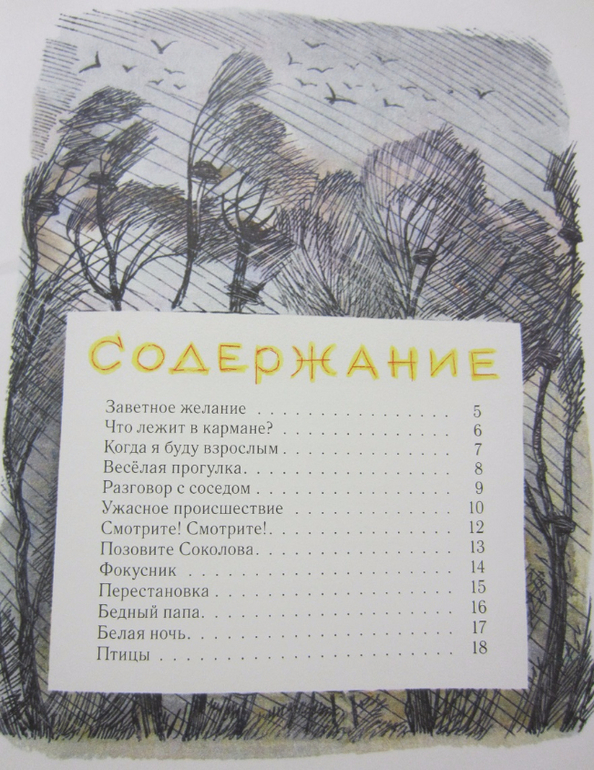 СОДЕРЖАНИЕ
Заветное желание . . . . . . . . . . . . . . . . 5
Что лежит в кармане? . . . . . . . . . . . . . . 6
Когда я буду взрослым . . . . . . . . . . . . . 7
Весёлая прогулка. . . . . . . . . . . . . . . . 8
Разговор с соседом . . . . . . . . . . . . . . . 9
Ужасное происшествие . . . . . . . . . . . . . 10
Смотрите! Смотрите!. . . . . . . . . . . . . . 12
Позовите Соколова. . . . . . . . . . . . . . . 13
Фокусник . . . . . . . . . . . . . . . . . . . . 14
Перестановка . . . . . . . . . . . . . . . . . . 15
Бедный папа. . . . . . . . . . . . . . . . . . . 16
Белая ночь. . . . . . . . . . . . . . . . . . . . 17
Птицы . . . . . . . . . . . . . . . . . . . . . . 18